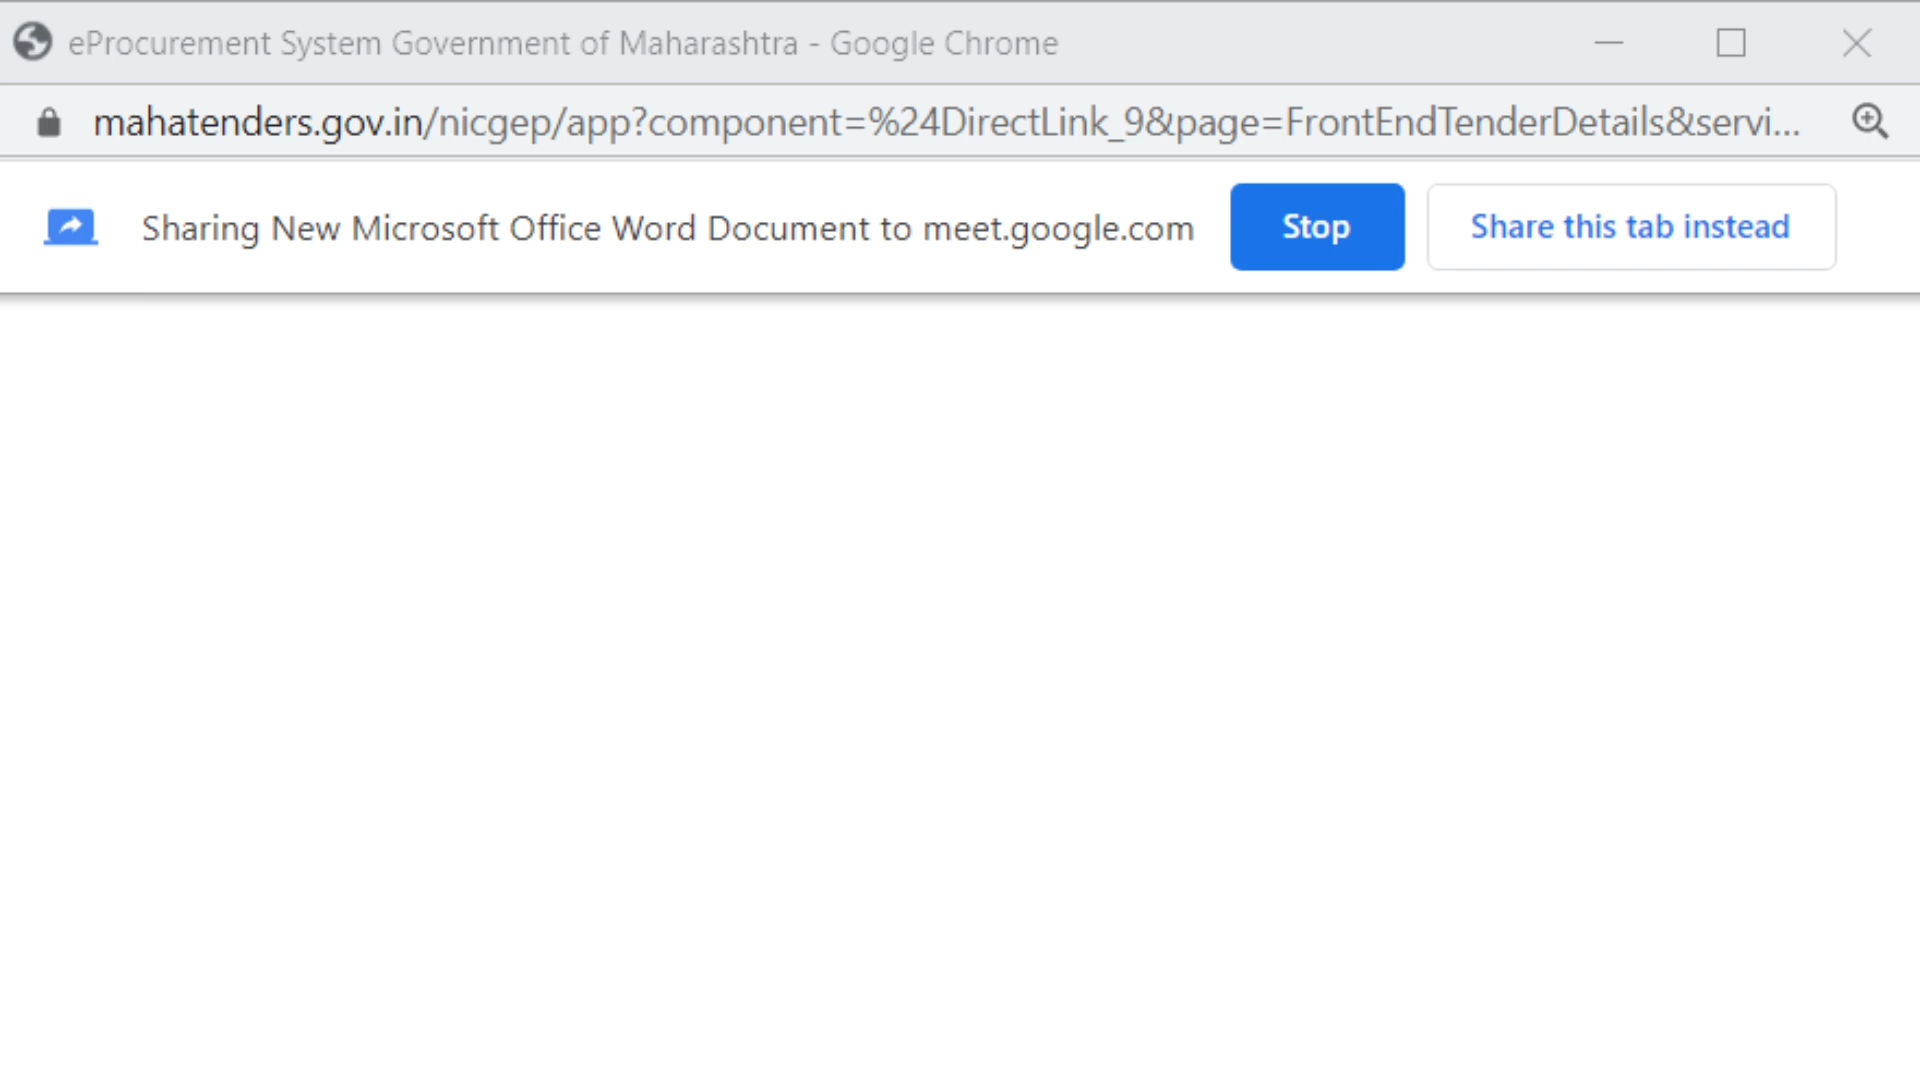 eProcurement System Government of Maharashtra - Google Chrome
mahatenders.gov.in/nicgep/app?component=%24DirectLink_9&page=FrontEndTenderDetails&servi...
Sharing New Microsoft Office Word Document to meet.google.com Stop Share this tab instead